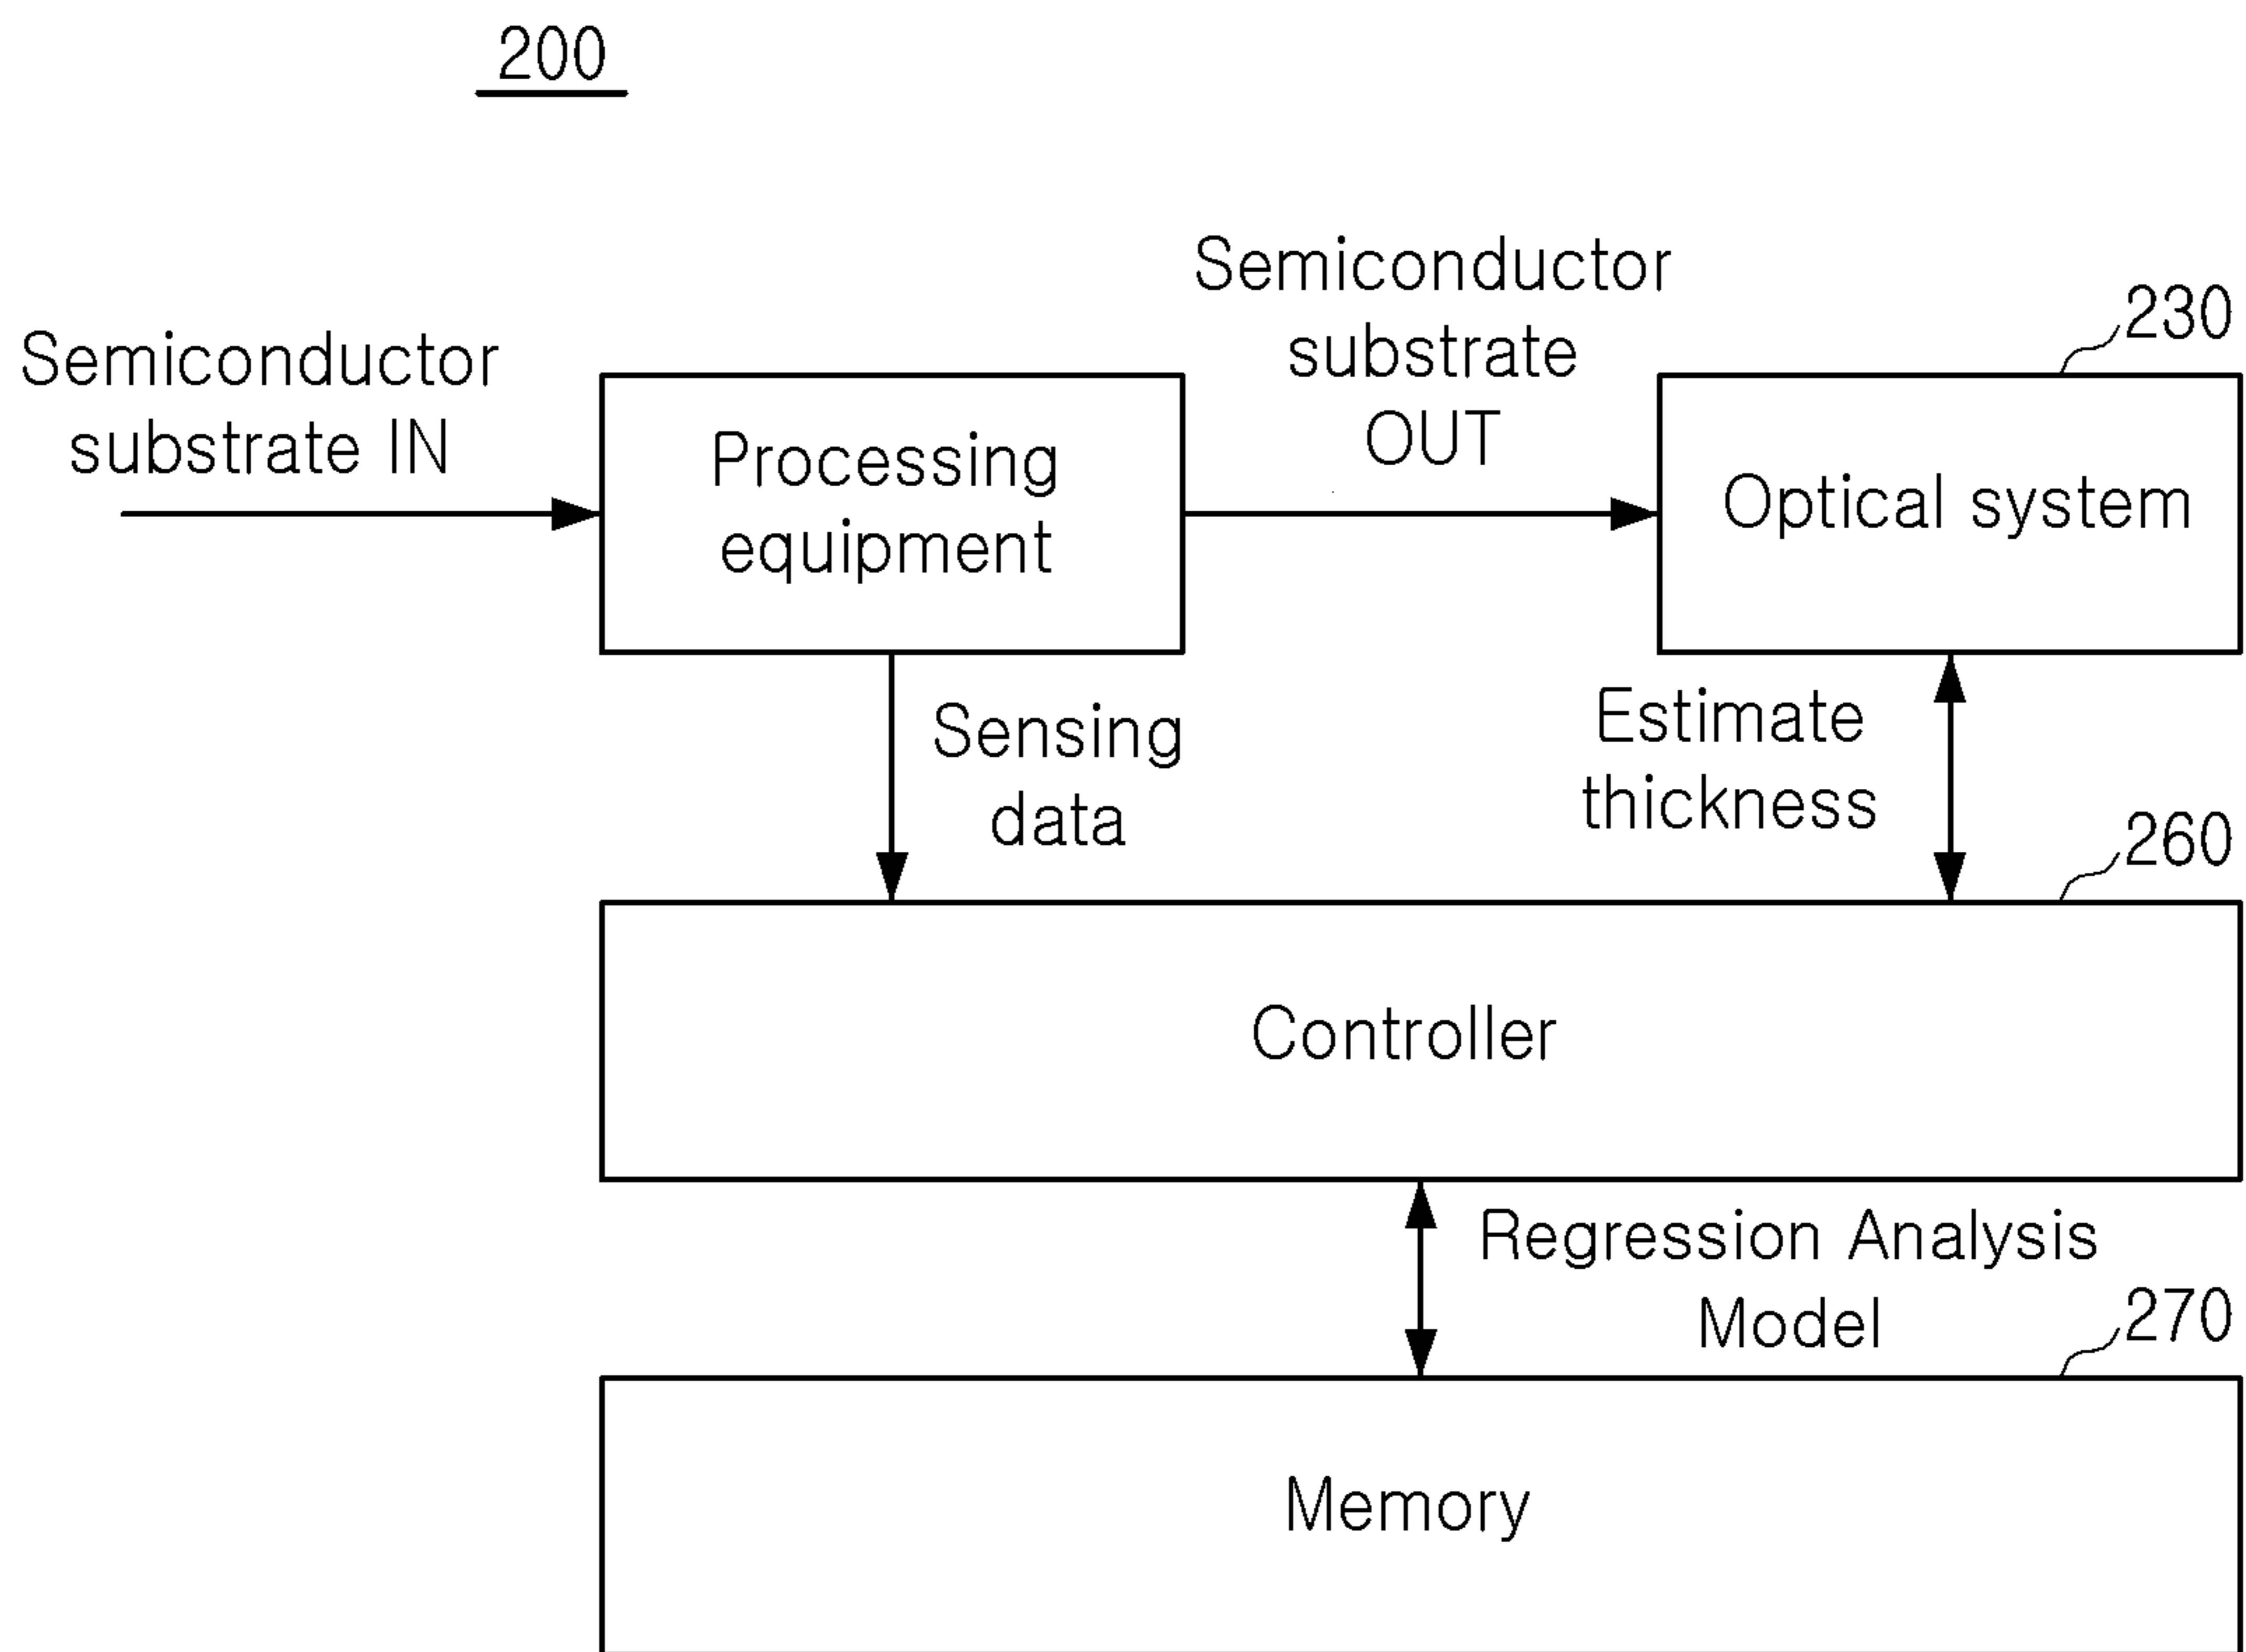 200
Semiconductor
substrate IN
Processing
equipment
Semiconductor
substrate
OUT
230
Optical system
Sensing
data
Estimate
thickness
260
Controller
Regression Analysis
Model
270
Memory